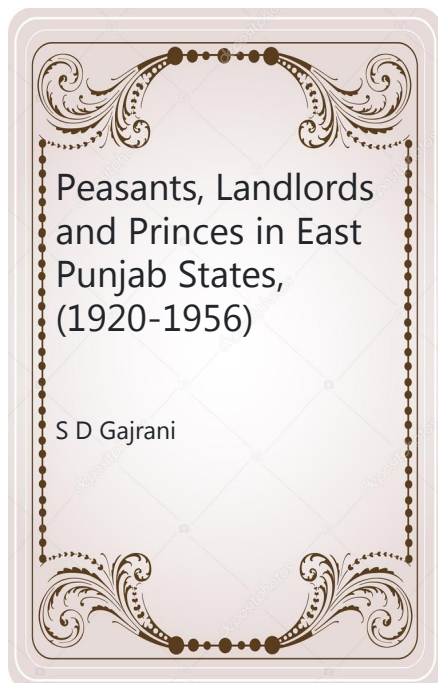 Peasants, Landlords
and Princes in East
Punjab States,
(1920-1956)
S D Gajrani